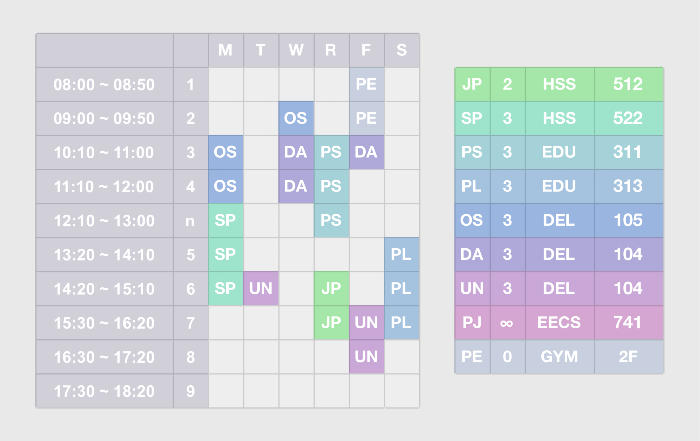 M T W R F S
08:00 ~ 08:50 1 PE
09:00 ~ 09:50 2 OS PE
10:10 ~ 11:00 3 OS DA PS DA
11:10 ~ 12:00 4 OS DA PS
12:10 ~ 13:00 n SP PS
13:20 ~ 14:10 5 SP PL
14:20 ~ 15:10 6 SP UN JP PL
15:30 ~ 16:20 7 JP UN PL
16:30 ~ 17:20 8 UN
17:30 ~ 18:20 9
JP 2 HSS 512
SP 3 HSS 522
PS 3 EDU 311
PL 3 EDU 313
OS 3 DEL 105
DA 3 DEL 104
UN 3 DEL 104
PJ ∞ EECS 741
PE 0 GYM 2F